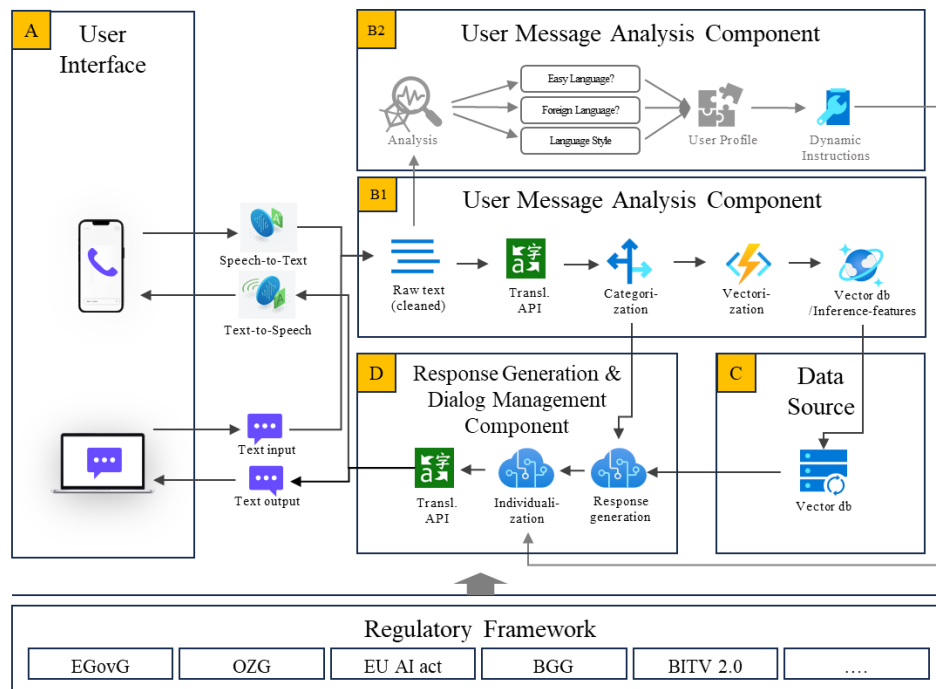 A
User
Interface
B2
User Message Analysis Component
Easy Language?
Foreign Language?
Language Style
Analysis
User Profile
Dynamic
Instructions
B1
User Message Analysis Component
Speech-to-Text
Text-to-Speech
Raw text
(cleaned)
Transl.
API
Categori-
zation
Vectori-
zation
Vector db
/Inference-features
D
Response Generation &
Dialog Management
Component
C
Data
Source
Text input
Text output
Transl.
API
Individuali-
zation
Response
generation
Vector db
Regulatory Framework
EGovG
OZG
EU AI act
BGG
BITV 2.0
....